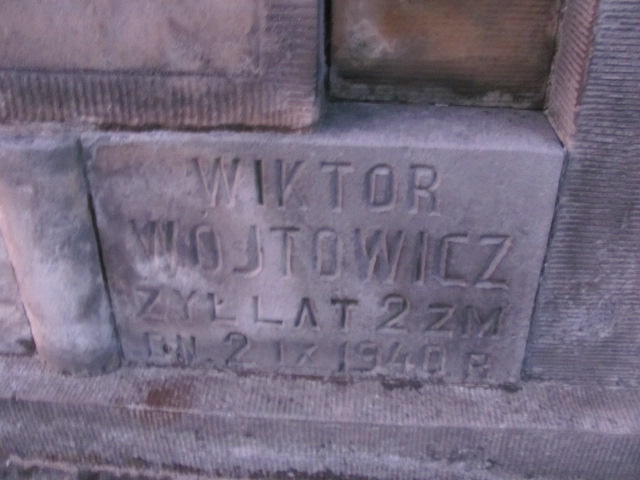 WIKTOR
WOJTOWICZ
ŻYŁ LAT 2 ZM
DN. 2 IX 1940 R